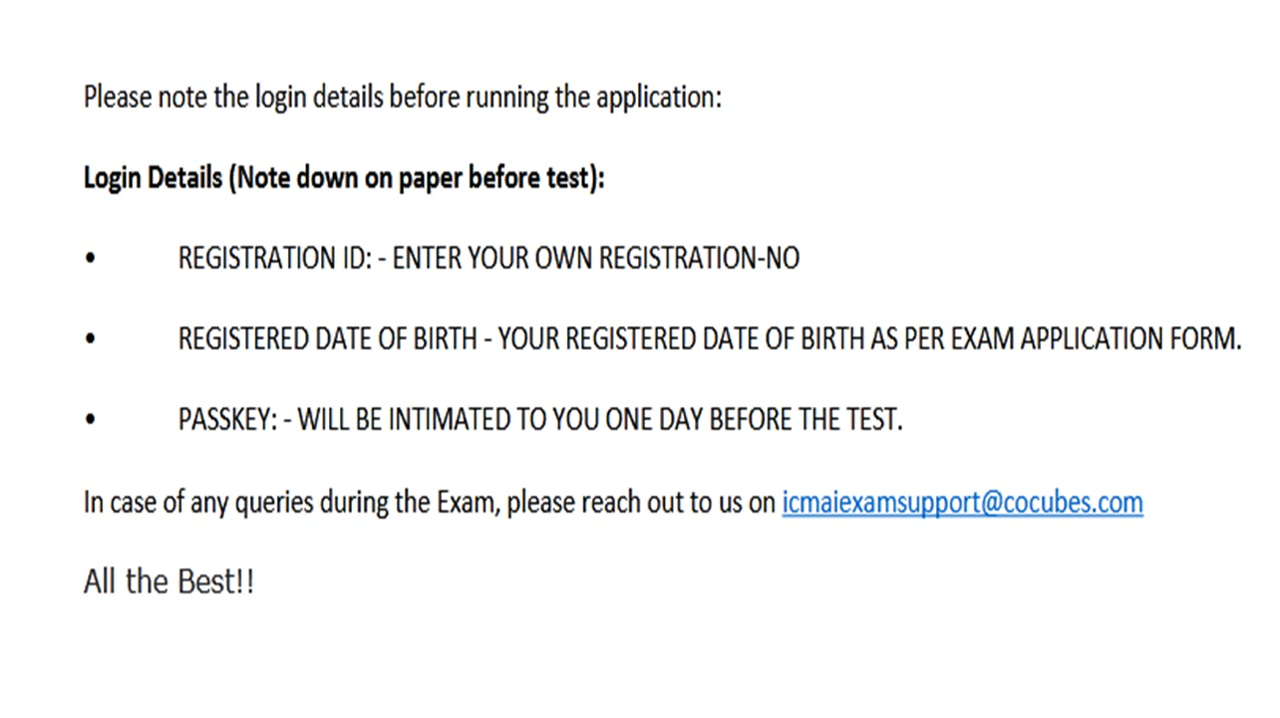 Please note the login details before running the application:
Login Details (Note down on paper before test):
• REGISTRATION ID: - ENTER YOUR OWN REGISTRATION-NO
• REGISTERED DATE OF BIRTH - YOUR REGISTERED DATE OF BIRTH AS PER EXAM APPLICATION FORM.
• PASSKEY: - WILL BE INTIMATED TO YOU ONE DAY BEFORE THE TEST.
In case of any queries during the Exam, please reach out to us on icmaiexamsupport@cocubes.com
All the Best!!